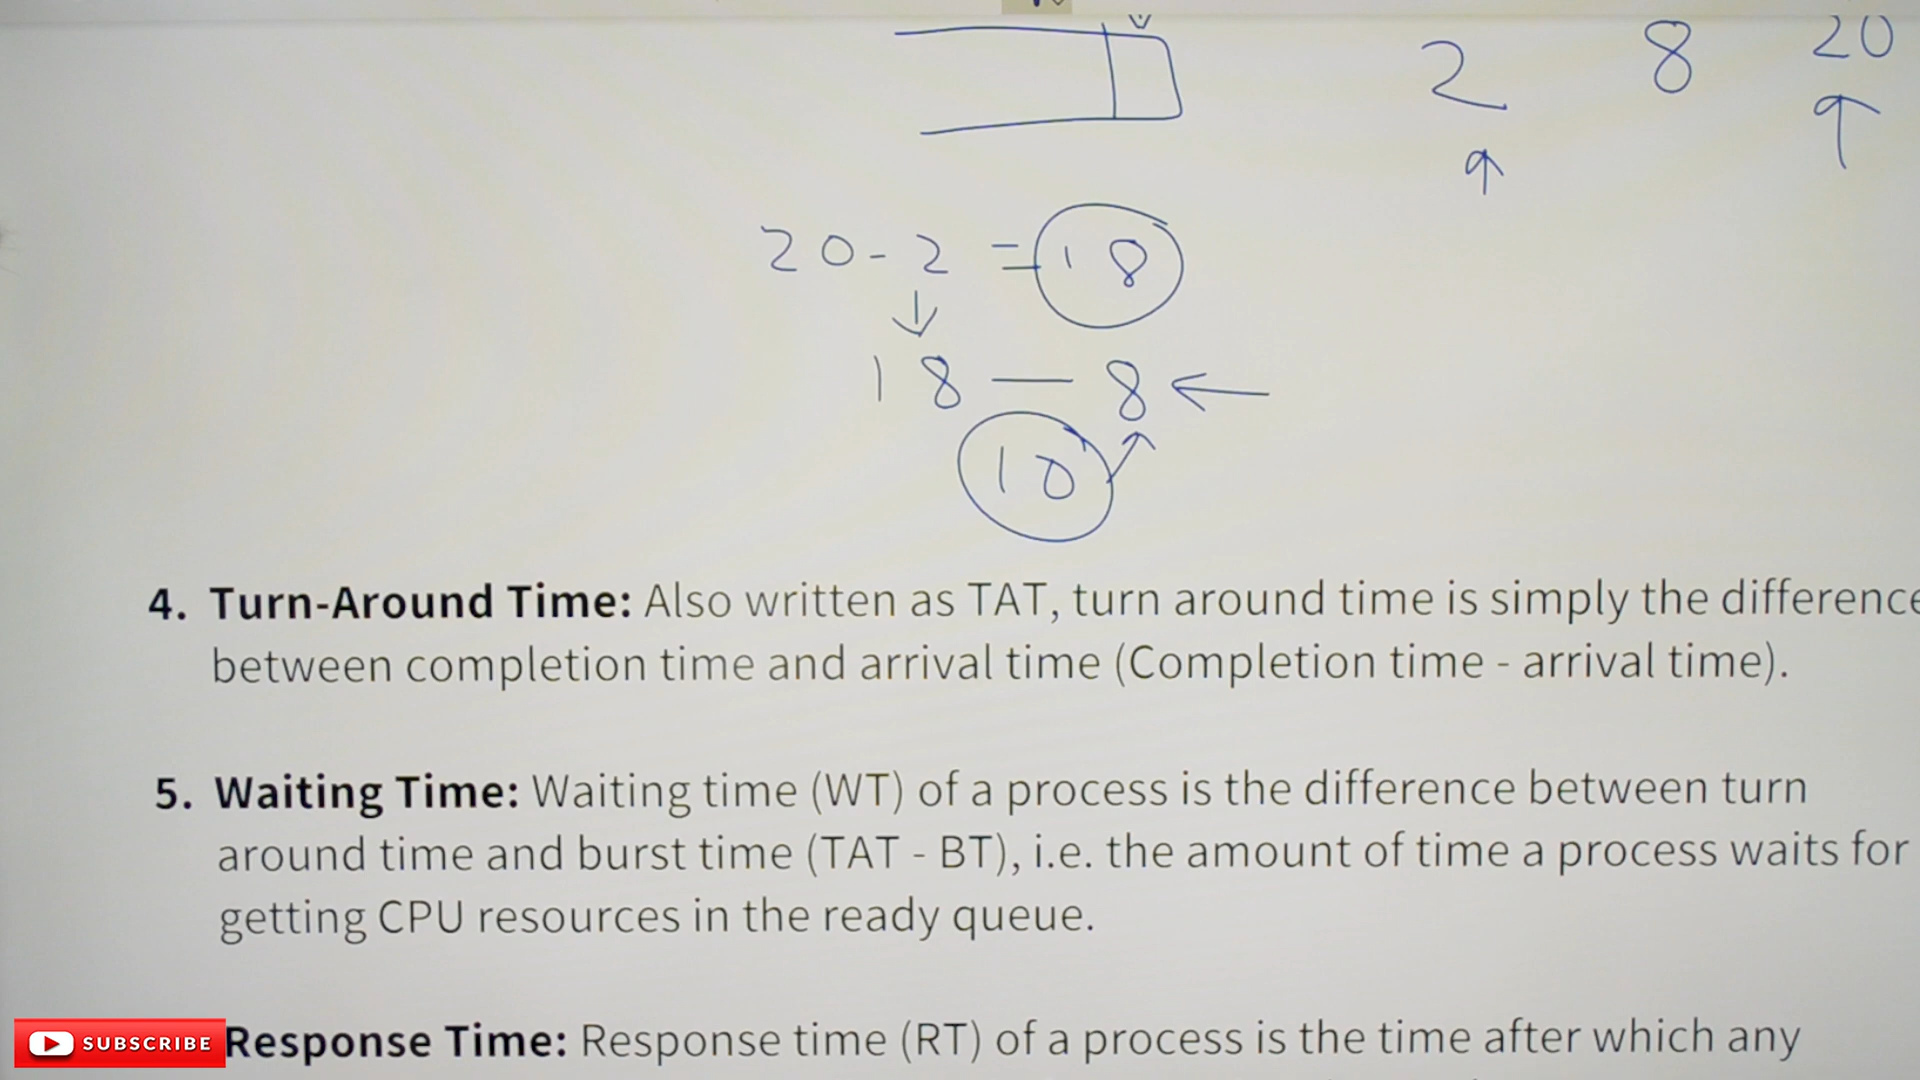 2 8 20
20 - 2 = 18
18 — 8
10
4. Turn-Around Time: Also written as TAT, turn around time is simply the difference
between completion time and arrival time (Completion time - arrival time).
5. Waiting Time: Waiting time (WT) of a process is the difference between turn
around time and burst time (TAT - BT), i.e. the amount of time a process waits for
getting CPU resources in the ready queue.
Response Time: Response time (RT) of a process is the time after which any
SUBSCRIBE